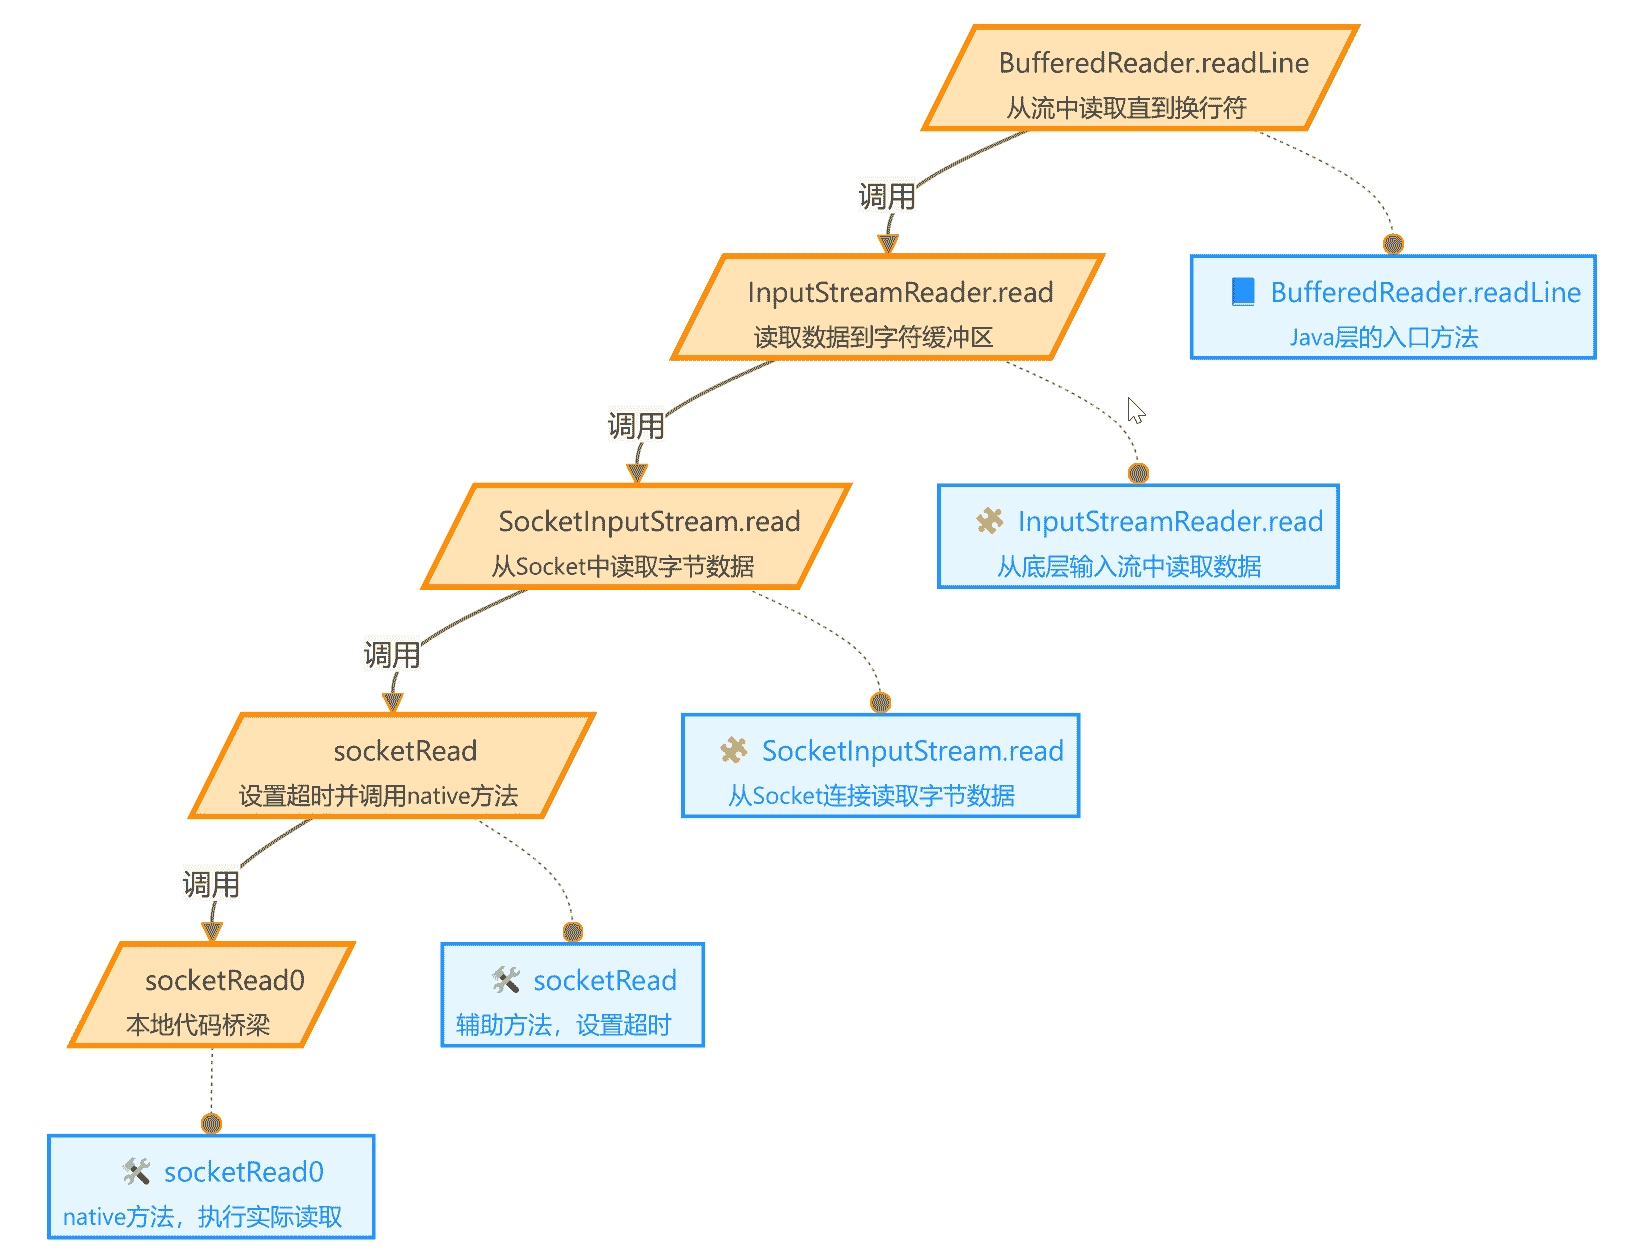 BufferedReader.readLine
从流中读取直到换行符
调用
InputStreamReader.read
读取数据到字符缓冲区
BufferedReader.readLine
Java层的入口方法
调用
SocketInputStream.read
从Socket中读取字节数据
InputStreamReader.read
从底层输入流中读取数据
调用
socketRead
设置超时并调用native方法
SocketInputStream.read
从Socket连接读取字节数据
调用
socketRead0
本地代码桥梁
socketRead
辅助方法，设置超时
socketRead0
native方法，执行实际读取